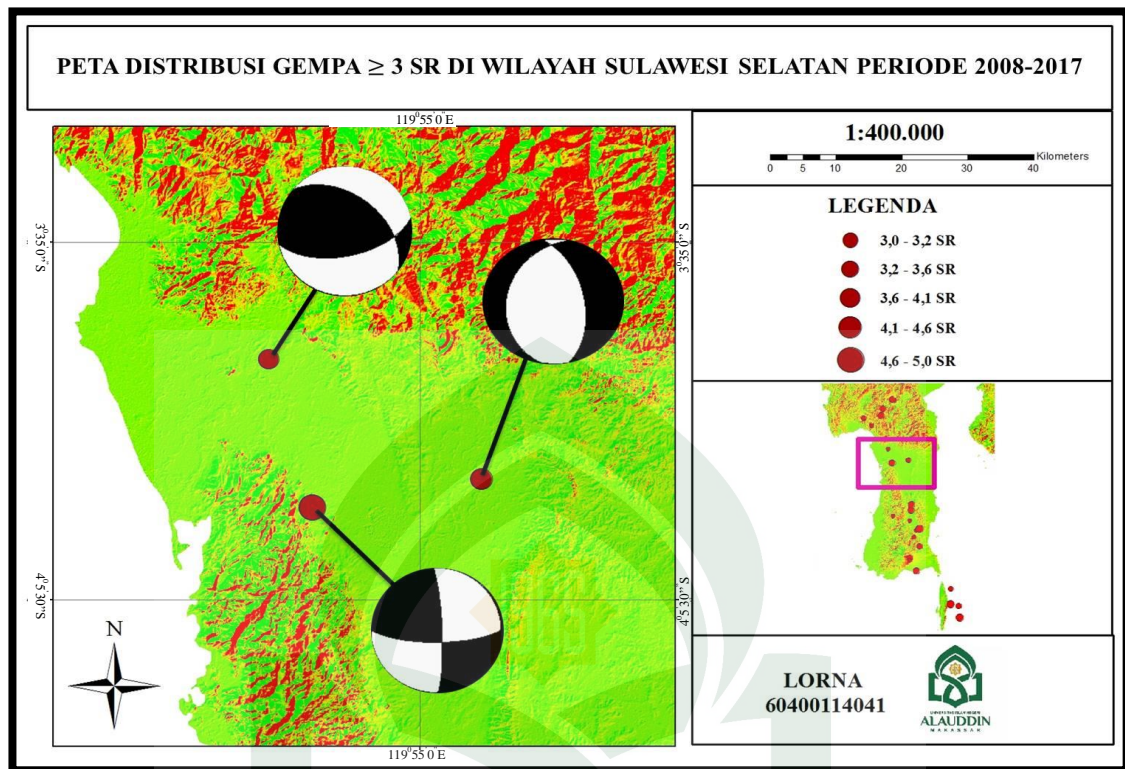 PETA DISTRIBUSI GEMPA ≥ 3 SR DI WILAYAH SULAWESI SELATAN PERIODE 2008-2017
119°55'0"E
3°35'0"S
3°35'0"S
4°5'30"S
4°5'30"S
119°55'0"E
N
1:400.000
Kilometers
0 5 10 20 30 40
LEGENDA
3,0 - 3,2 SR
3,2 - 3,6 SR
3,6 - 4,1 SR
4,1 - 4,6 SR
4,6 - 5,0 SR
LORNA
60400114041
UNIVERSITAS ISLAM NEGERI
ALAUDDIN
MAKASSAR